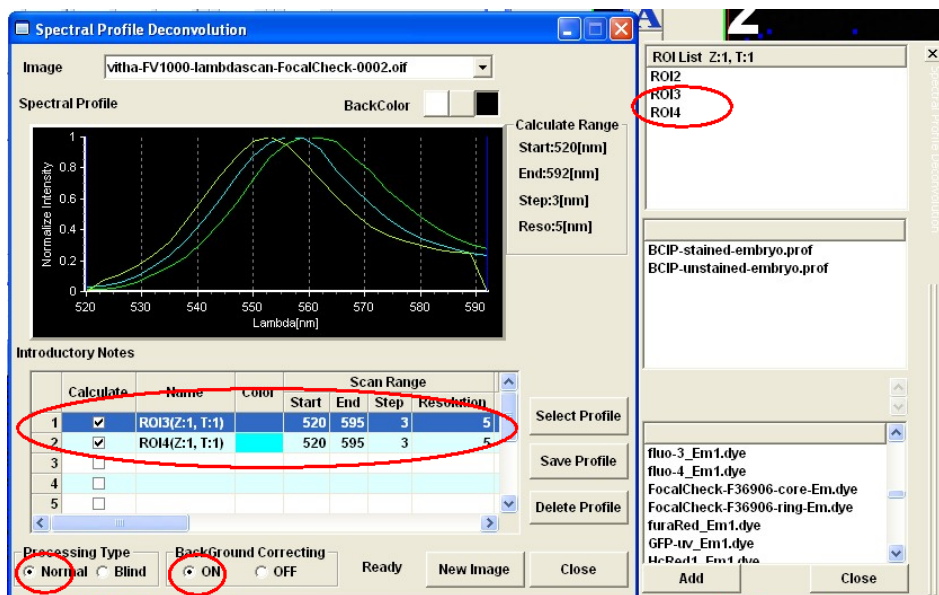 Spectral Profile Deconvolution
Image
vitha-FV1000-lambdascan-FocalCheck-0002.oif
Spectral Profile
BackColor
Normalize Intensity
1
0.8
0.6
0.4
0.2
0
520 530 540 550 560 570 580 590
Lambda[nm]
Calculate Range
Start:520[nm]
End:592[nm]
Step:3[nm]
Reso:5[nm]
Introductory Notes
Calculate Name Color Scan Range
Start End Step Resolution
1 ROI3(Z:1, T:1) 520 595 3 5
2 ROI4(Z:1, T:1) 520 595 3 5
3
4
5
Select Profile
Save Profile
Delete Profile
Processing Type
Normal Blind
BackGround Correcting
ON OFF
Ready
New Image
Close
A
2
ROI List Z:1, T:1
ROI2
ROI3
ROI4
Spectral Profile Deconvolution
BCIP-stained-embryo.prof
BCIP-unstained-embryo.prof
fluo-3_Em1.dye
fluo-4_Em1.dye
FocalCheck-F36906-core-Em.dye
FocalCheck-F36906-ring-Em.dye
furaRed_Em1.dye
GFP-uv_Em1.dye
HcRed1_Em1.dye
Add
Close